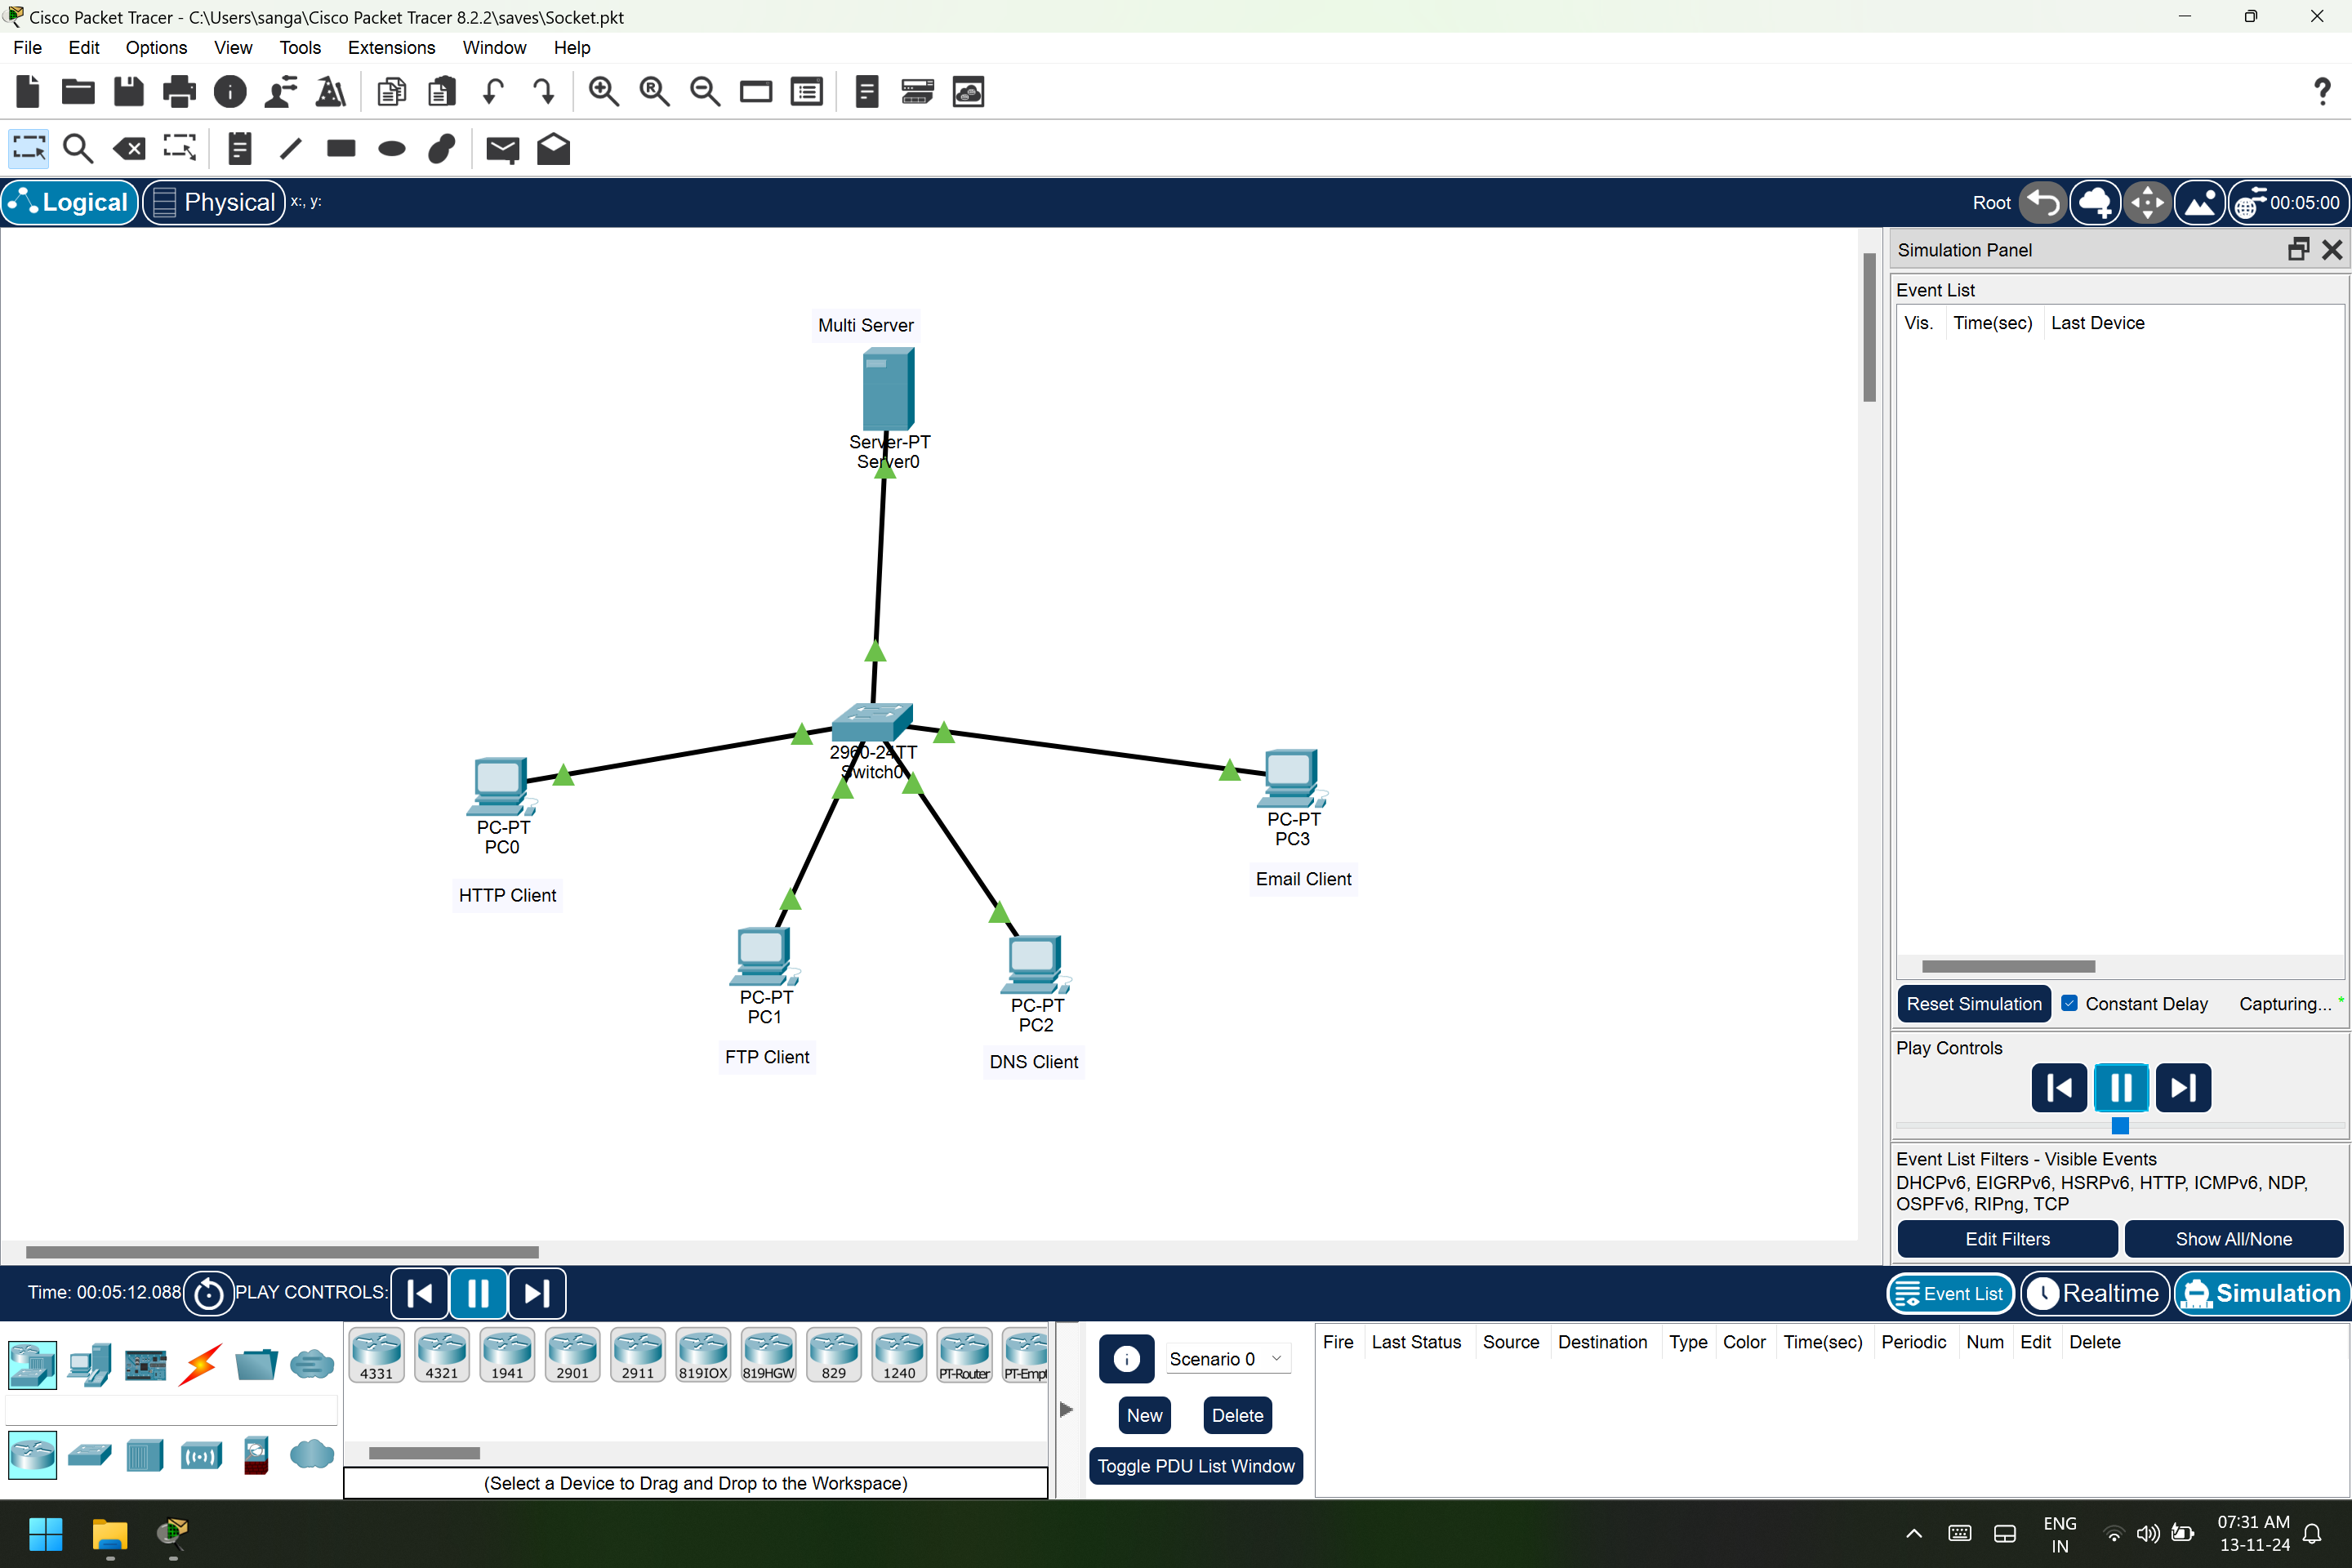 Cisco Packet Tracer - C:\Users\sanga\Cisco Packet Tracer 8.2.2\saves\Socket.pkt
File Edit Options View Tools Extensions Window Help
Logical Physical x:, y: Root 00:05:00
Simulation Panel
Event List
Vis. Time(sec) Last Device
Multi Server
Server-PT
Server0
2960-24TT
Switch0
PC-PT
PC0
HTTP Client
PC-PT
PC3
Email Client
PC-PT
PC1
FTP Client
PC-PT
PC2
DNS Client
Reset Simulation Constant Delay Capturing... *
Play Controls
Event List Filters - Visible Events
DHCPv6, EIGRPv6, HSRPv6, HTTP, ICMPv6, NDP,
OSPFv6, RIPng, TCP
Edit Filters Show All/None
Time: 00:05:12.088 PLAY CONTROLS: Event List Realtime Simulation
4331 4321 1941 2901 2911 819IOX 819HGW 829 1240 PT-Router PT-Empt
(Select a Device to Drag and Drop to the Workspace)
Scenario 0
New Delete
Toggle PDU List Window
Fire Last Status Source Destination Type Color Time(sec) Periodic Num Edit Delete
ENG
IN
07:31 AM
13-11-24